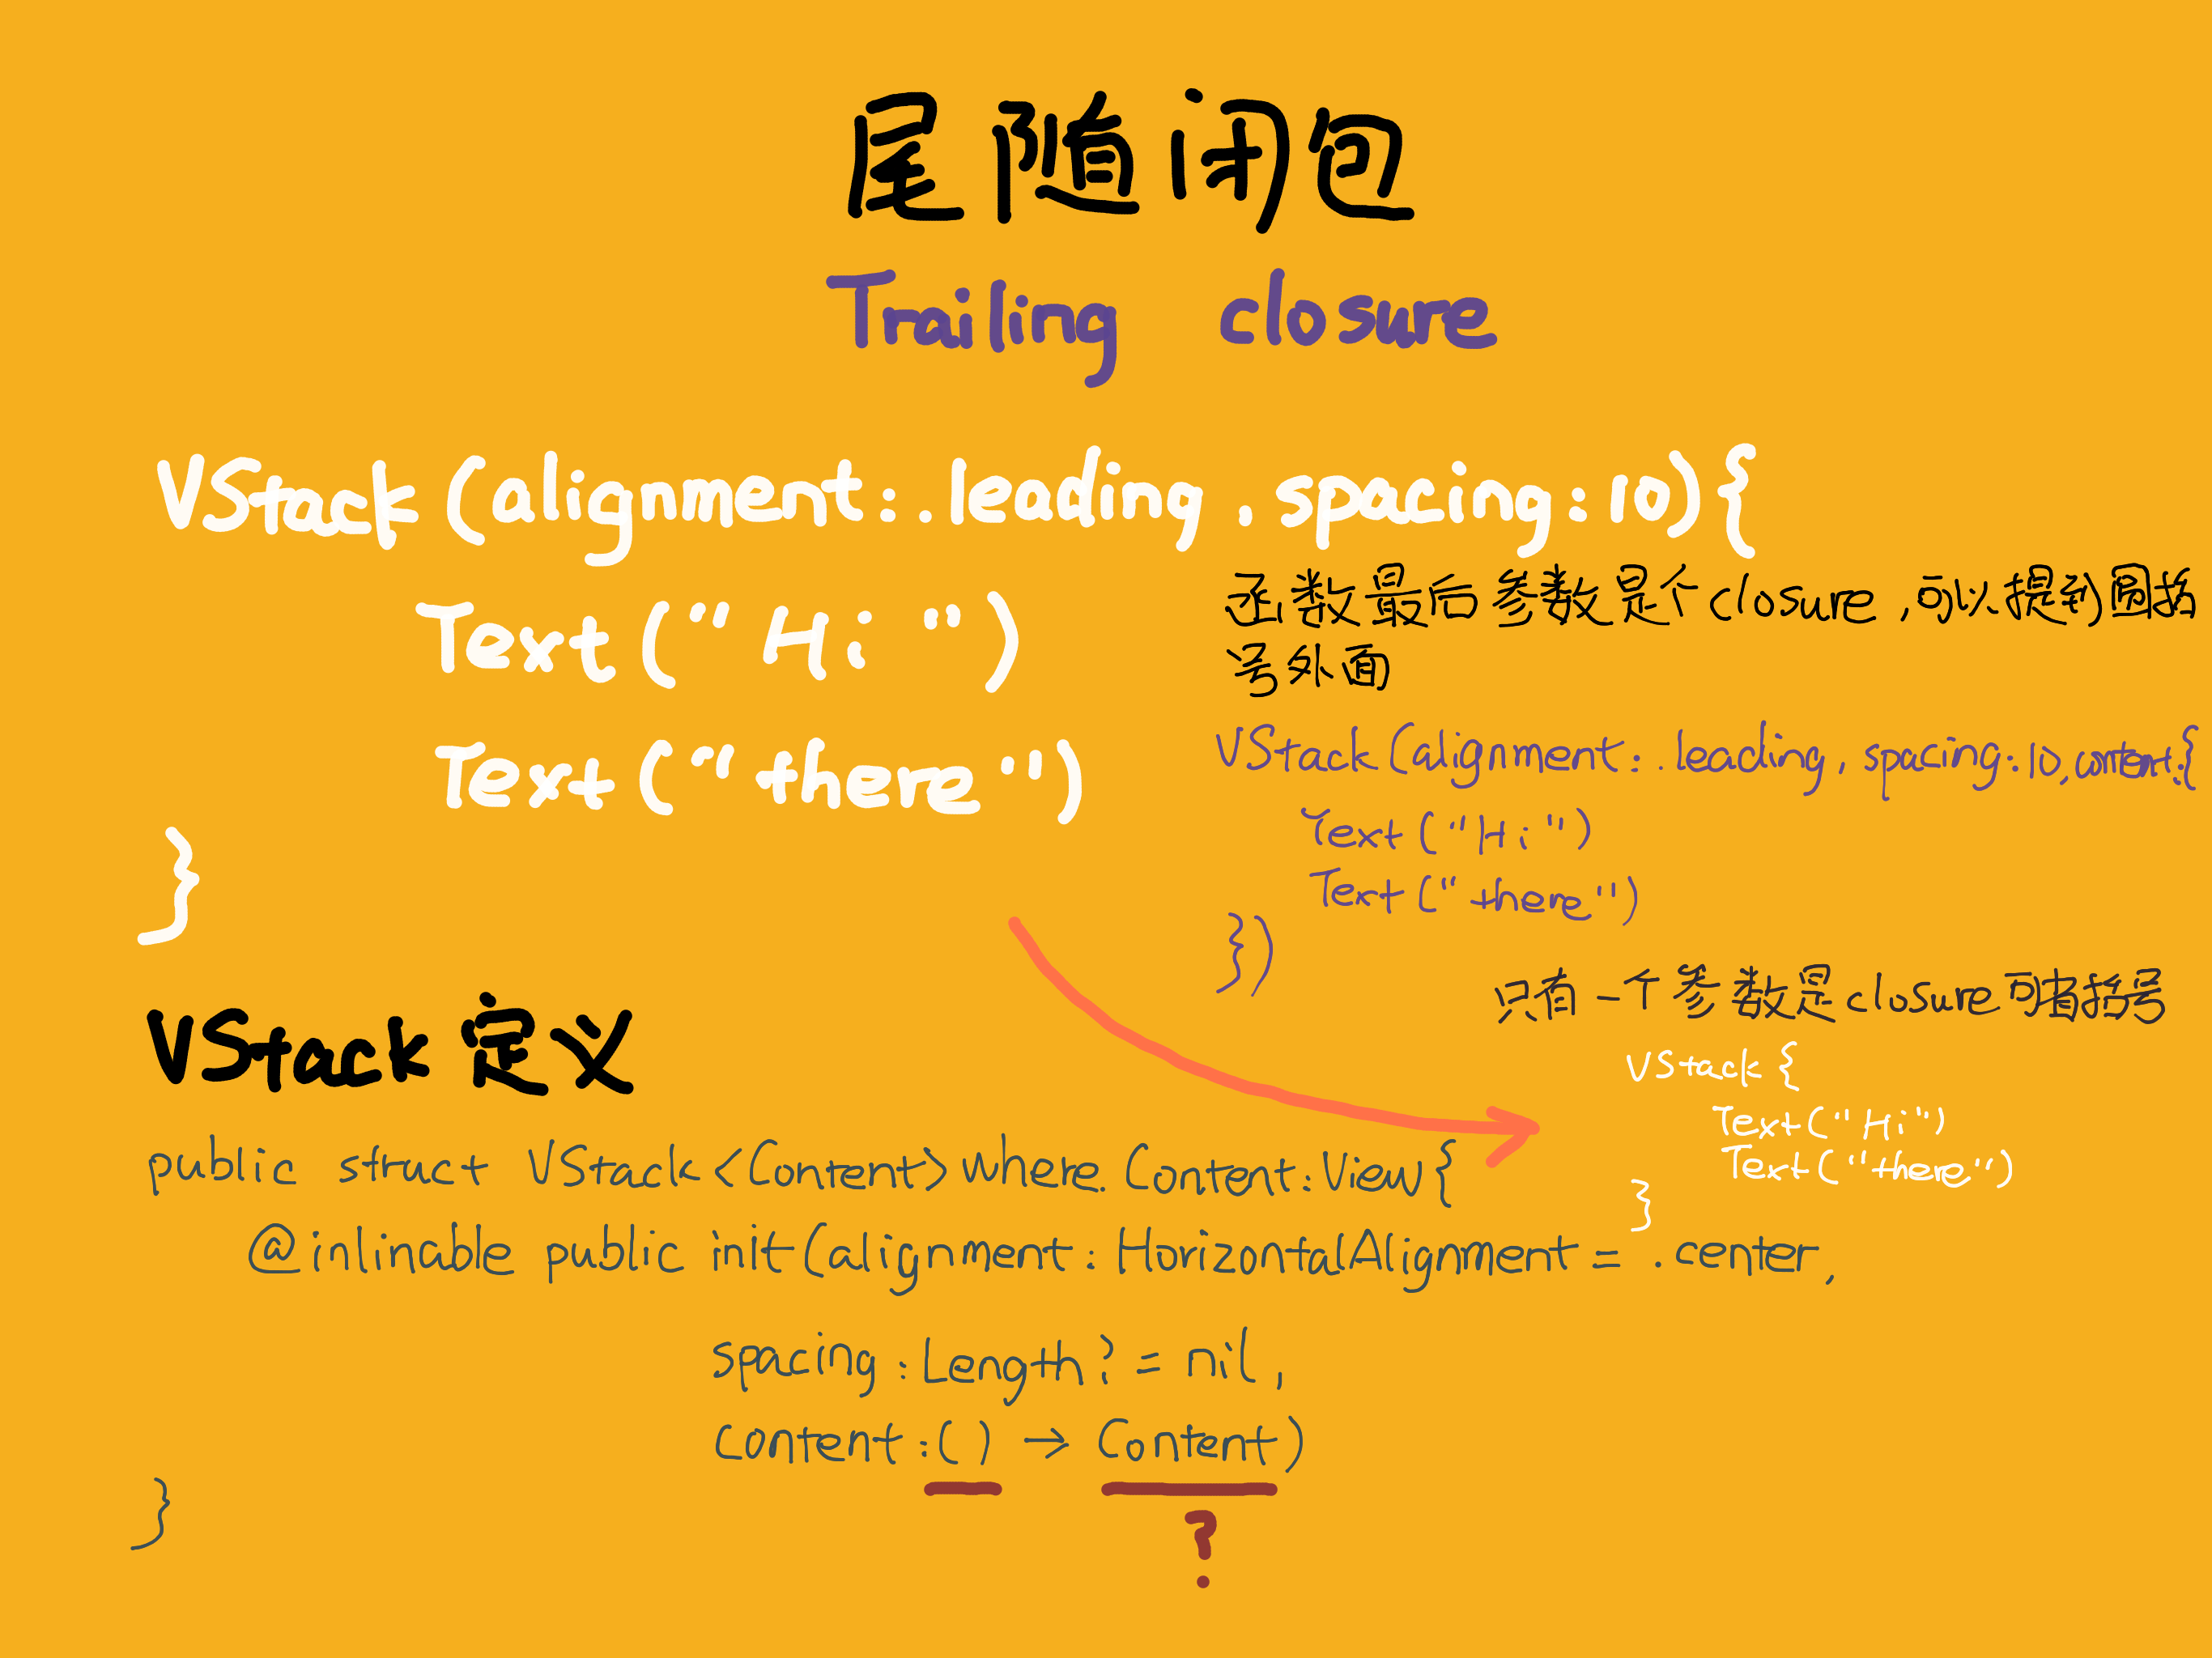 尾随闭包
Trailing closure
VStack (alignment: .leading, spacing:10){
Text("Hi")
Text("there")
}
函数最后参数是个closure,可以提到圆括
号外面
VStack(alignment: .leading, spacing:10, content:{
Text("Hi")
Text("there")
})
只有一个参数是closure可省括号
VStack {
Text("Hi")
Text("there")
}
VStack 定义
public struct VStack<Content> where Content:View{
@inlinable public init(alignment: HorizontalAlignment = .center,
spacing: Length? = nil,
content: () → Content)
?
}